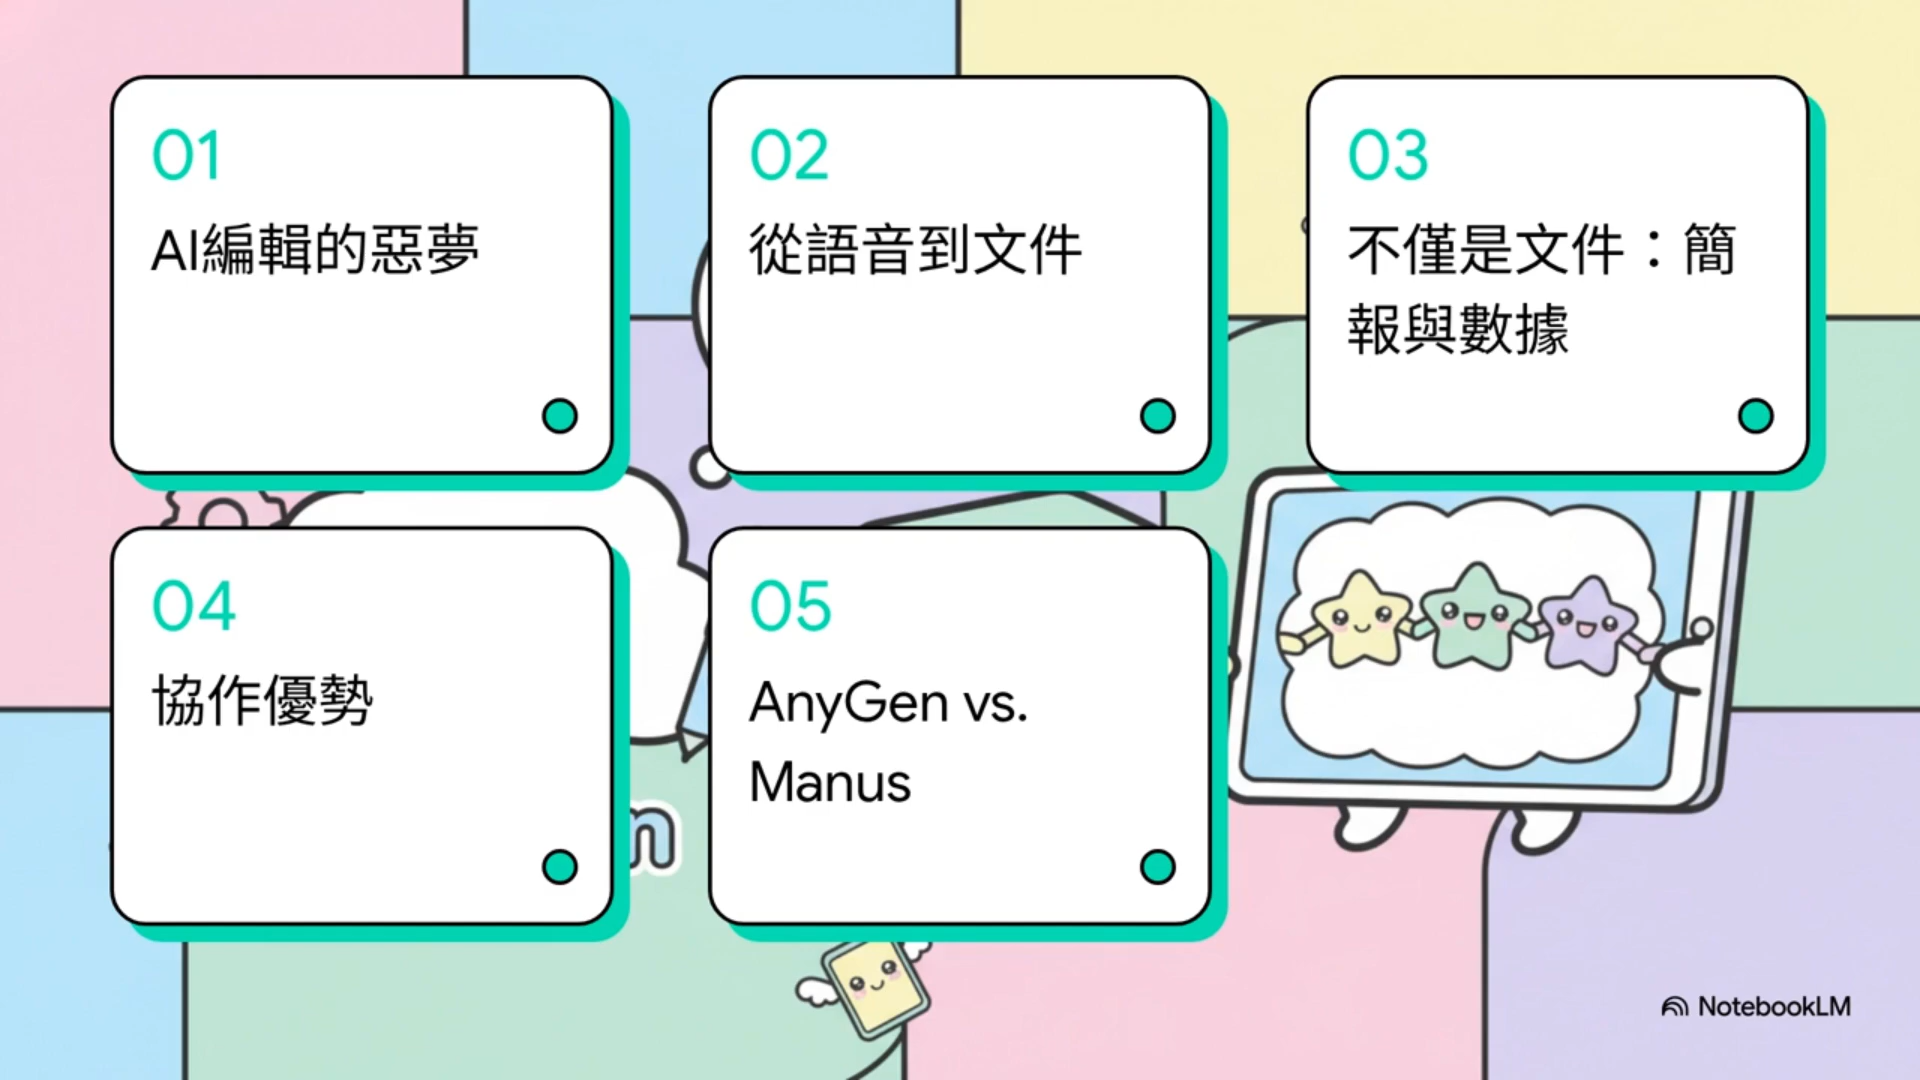 01
AI編輯的惡夢
02
從語音到文件
03
不僅是文件：簡
報與數據
04
協作優勢
05
AnyGen vs.
Manus
n
NotebookLM